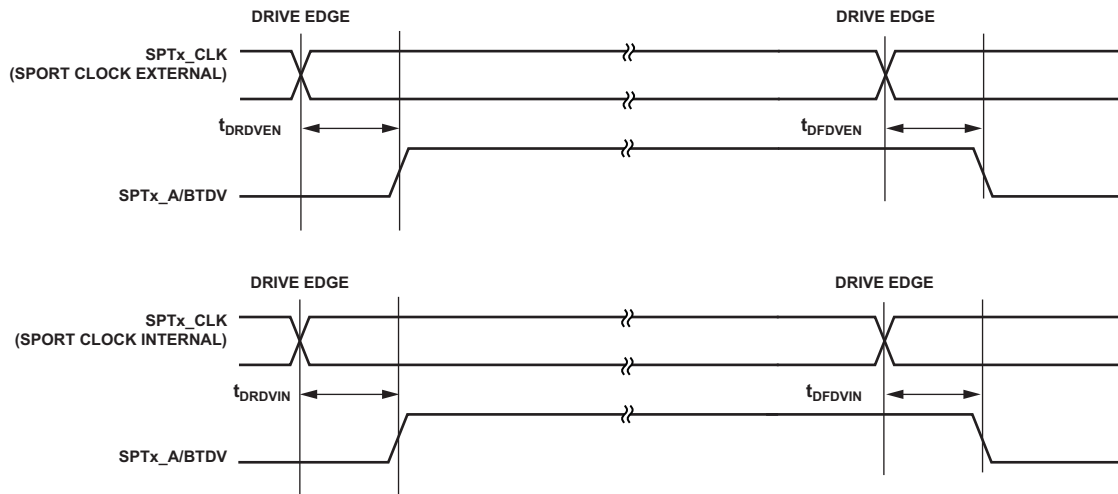 DRIVE EDGE DRIVE EDGE
SPTx_CLK
(SPORT CLOCK EXTERNAL)
tDRDVEN tDFDVEN
SPTx_A/BTDV
DRIVE EDGE DRIVE EDGE
SPTx_CLK
(SPORT CLOCK INTERNAL)
tDRDVIN tDFDVIN
SPTx_A/BTDV